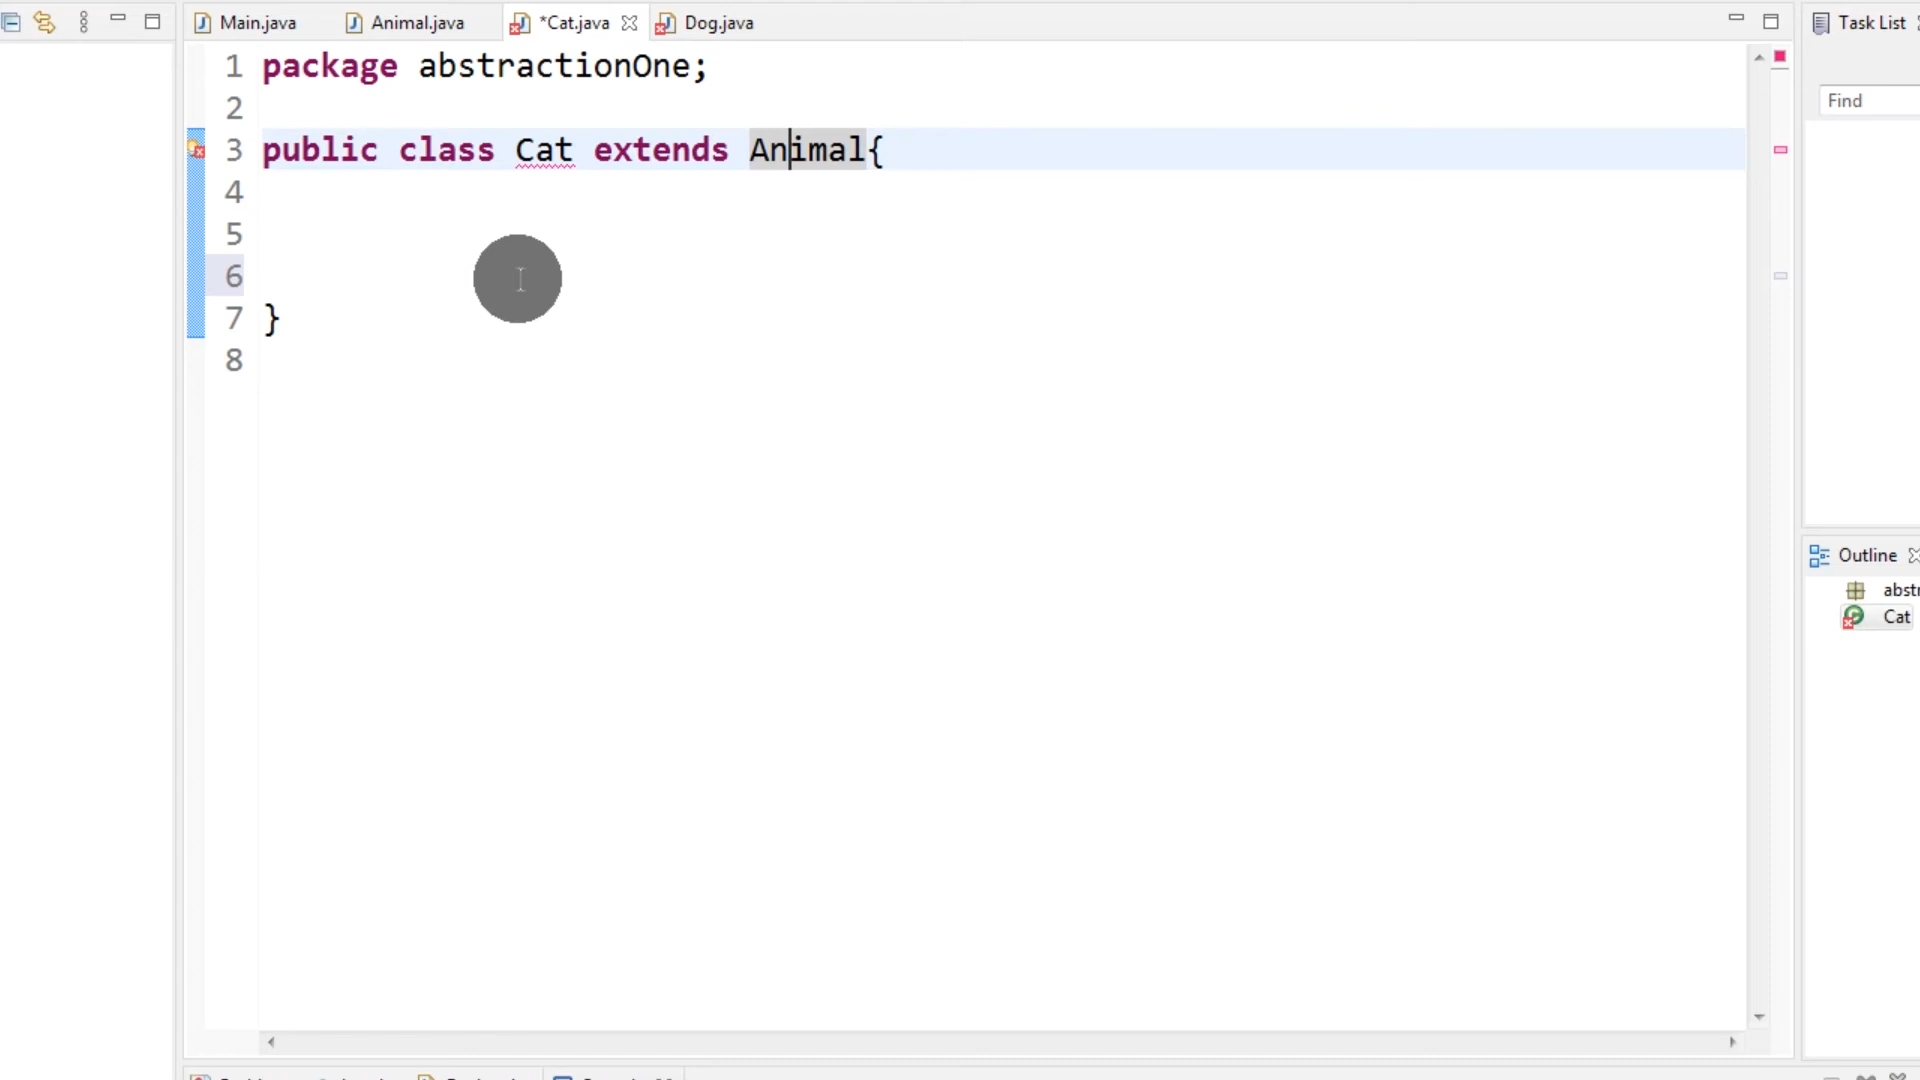 Main.java
Animal.java
*Cat.java
Dog.java
Task List
1 package abstractionOne;
2
3 public class Cat extends Animal{
4
5
6
7 }
8
Find
Outline
Cat